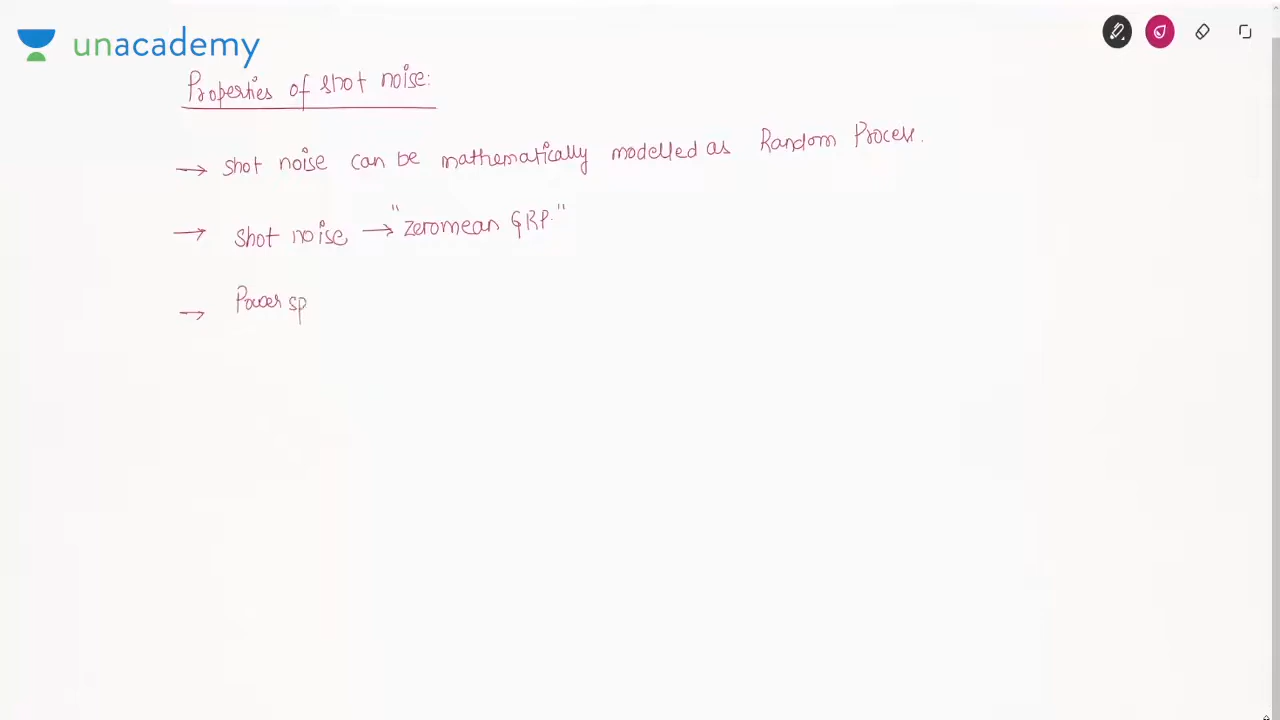 unacademy
Properties of shot noise:
→ shot noise can be mathematically modelled as Random Process.
→ shot noise → "zeromean GRP."
→ Power sp